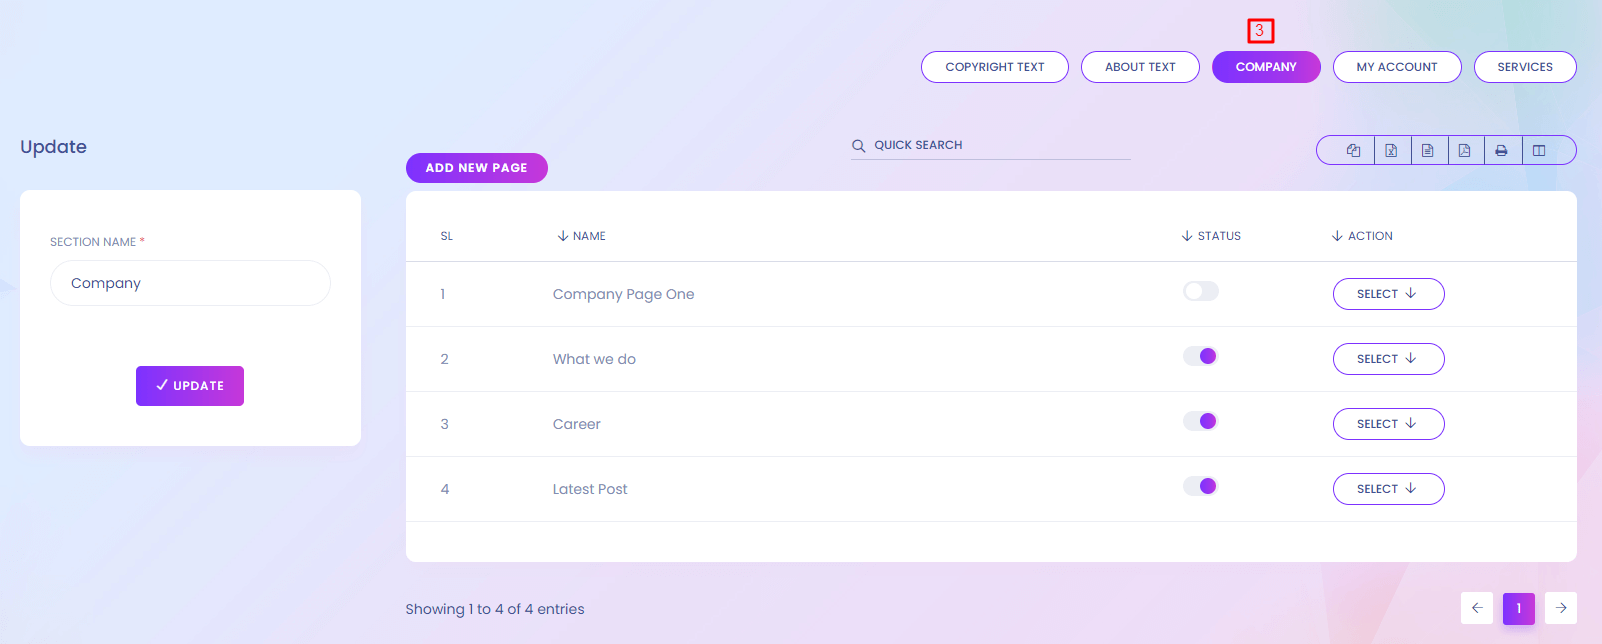 3
COPYRIGHT TEXT ABOUT TEXT COMPANY MY ACCOUNT SERVICES
Update
ADD NEW PAGE
QUICK SEARCH
SECTION NAME *
Company
UPDATE
SL NAME STATUS ACTION
1 Company Page One SELECT
2 What we do SELECT
3 Career SELECT
4 Latest Post SELECT
Showing 1 to 4 of 4 entries
1